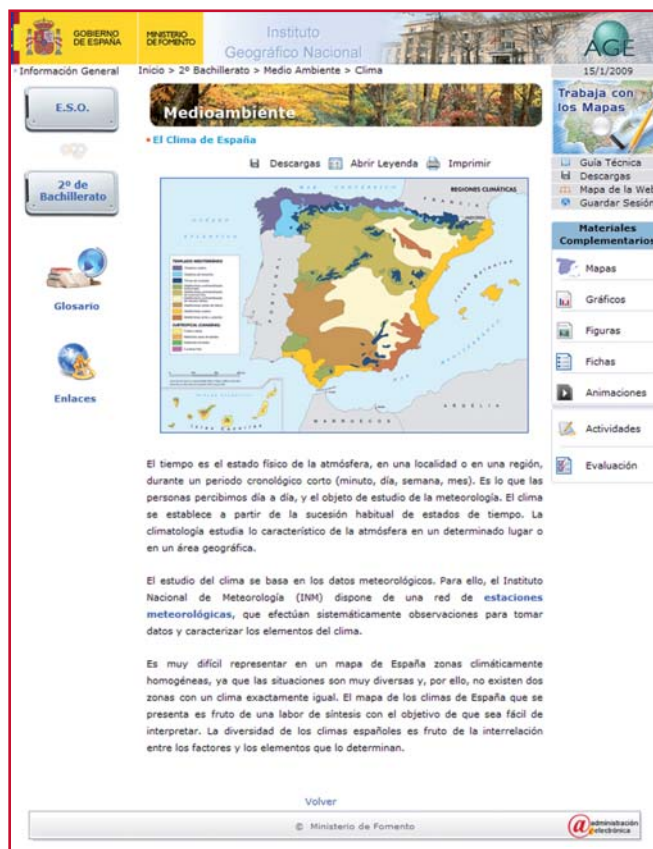 GOBIERNO
DE ESPAÑA
MINISTERIO
DE FOMENTO
Instituto
Geográfico Nacional
AGE
Información General
Inicio > 2º Bachillerato > Medio Ambiente > Clima
15/1/2009
E.S.O.
2º de
Bachillerato
Glosario
Enlaces
Medioambiente
El Clima de España
Descargas Abrir Leyenda Imprimir
REGIONES CLIMÁTICAS
FRANCIA
MARRUECOS
ARGELIA
Islas Baleares
Islas Canarias
El tiempo es el estado físico de la atmósfera, en una localidad o en una región,
durante un periodo cronológico corto (minuto, día, semana, mes). Es lo que las
personas percibimos día a día, y el objeto de estudio de la meteorología. El clima
se establece a partir de la sucesión habitual de estados de tiempo. La
climatología estudia lo característico de la atmósfera en un determinado lugar o
en un área geográfica.
El estudio del clima se basa en los datos meteorológicos. Para ello, el Instituto
Nacional de Meteorología (INM) dispone de una red de estaciones
meteorológicas, que efectúan sistemáticamente observaciones para tomar
datos y caracterizar los elementos del clima.
Es muy difícil representar en un mapa de España zonas climáticamente
homogéneas, ya que las situaciones son muy diversas y, por ello, no existen dos
zonas con un clima exactamente igual. El mapa de los climas de España que se
presenta es fruto de una labor de síntesis con el objetivo de que sea fácil de
interpretar. La diversidad de los climas españoles es fruto de la interrelación
entre los factores y los elementos que lo determinan.
Volver
Trabaja con
los Mapas
Guía Técnica
Descargas
Mapa de la Web
Guardar Sesión
Materiales
Complementarios
Mapas
Gráficos
Figuras
Fichas
Animaciones
Actividades
Evaluación
© Ministerio de Fomento
administración
electrónica